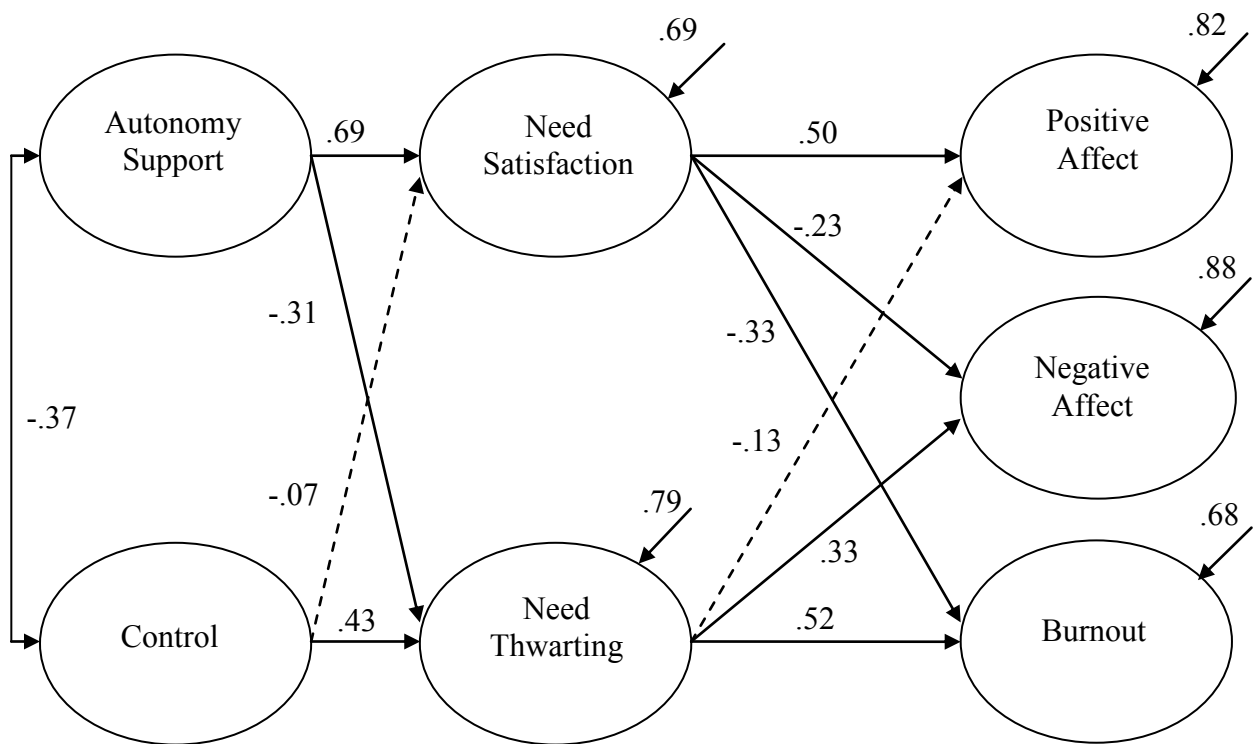 .69
.82
Autonomy
Support
.69
Need
Satisfaction
.50
Positive
Affect
-.23
.88
-.31
-.33
Negative
Affect
-.37
-.13
-.07
.79
.68
.33
Control
.43
Need
Thwarting
.52
Burnout